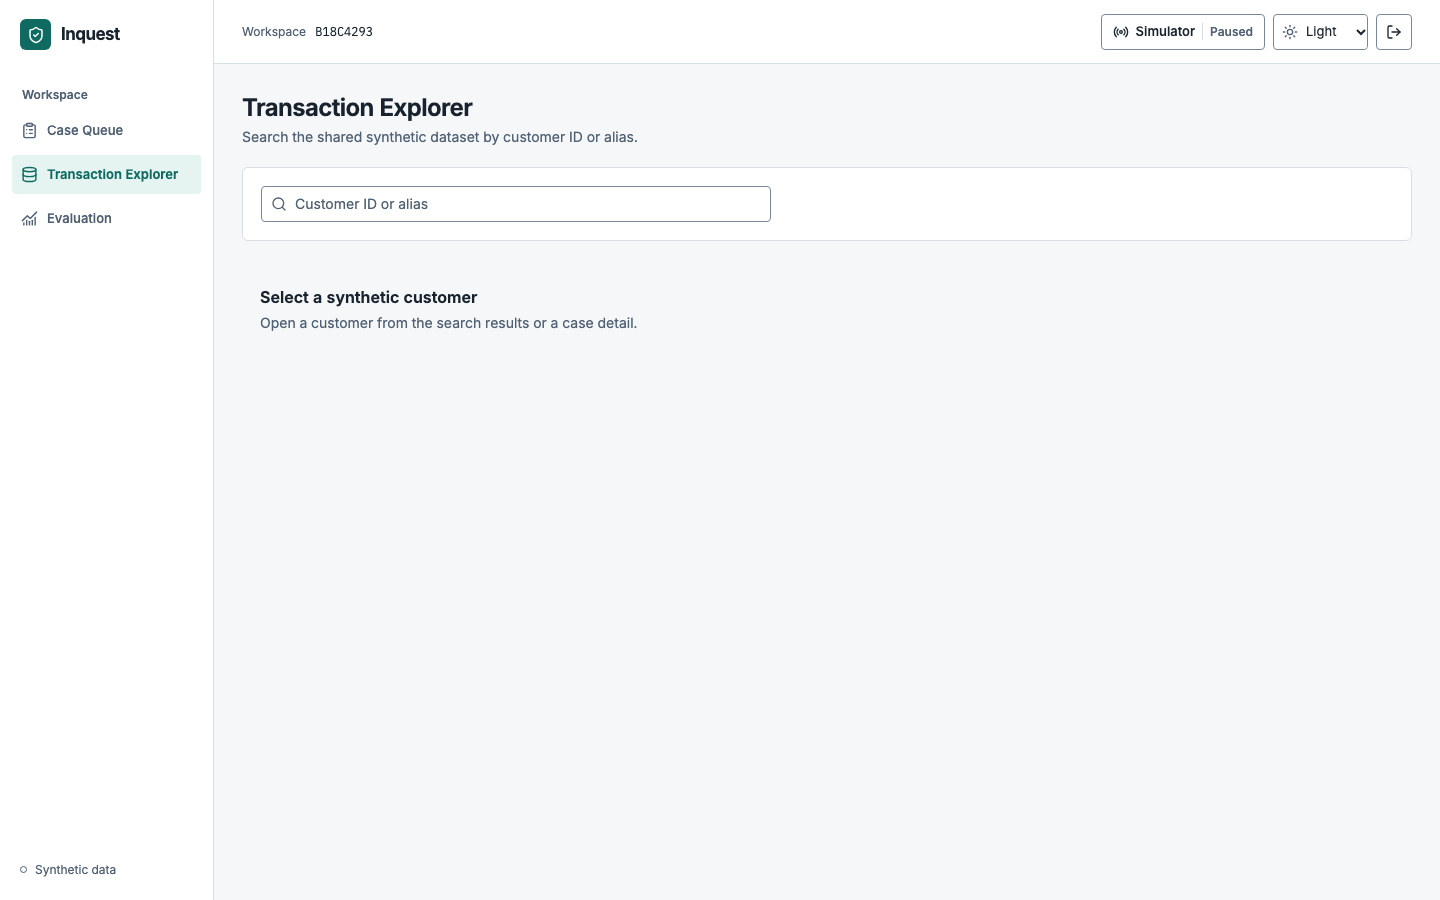 Inquest
Workspace
Case Queue
Transaction Explorer
Evaluation
Synthetic data
Workspace B18C4293
Simulator Paused
Light
Transaction Explorer
Search the shared synthetic dataset by customer ID or alias.
Customer ID or alias
Select a synthetic customer
Open a customer from the search results or a case detail.